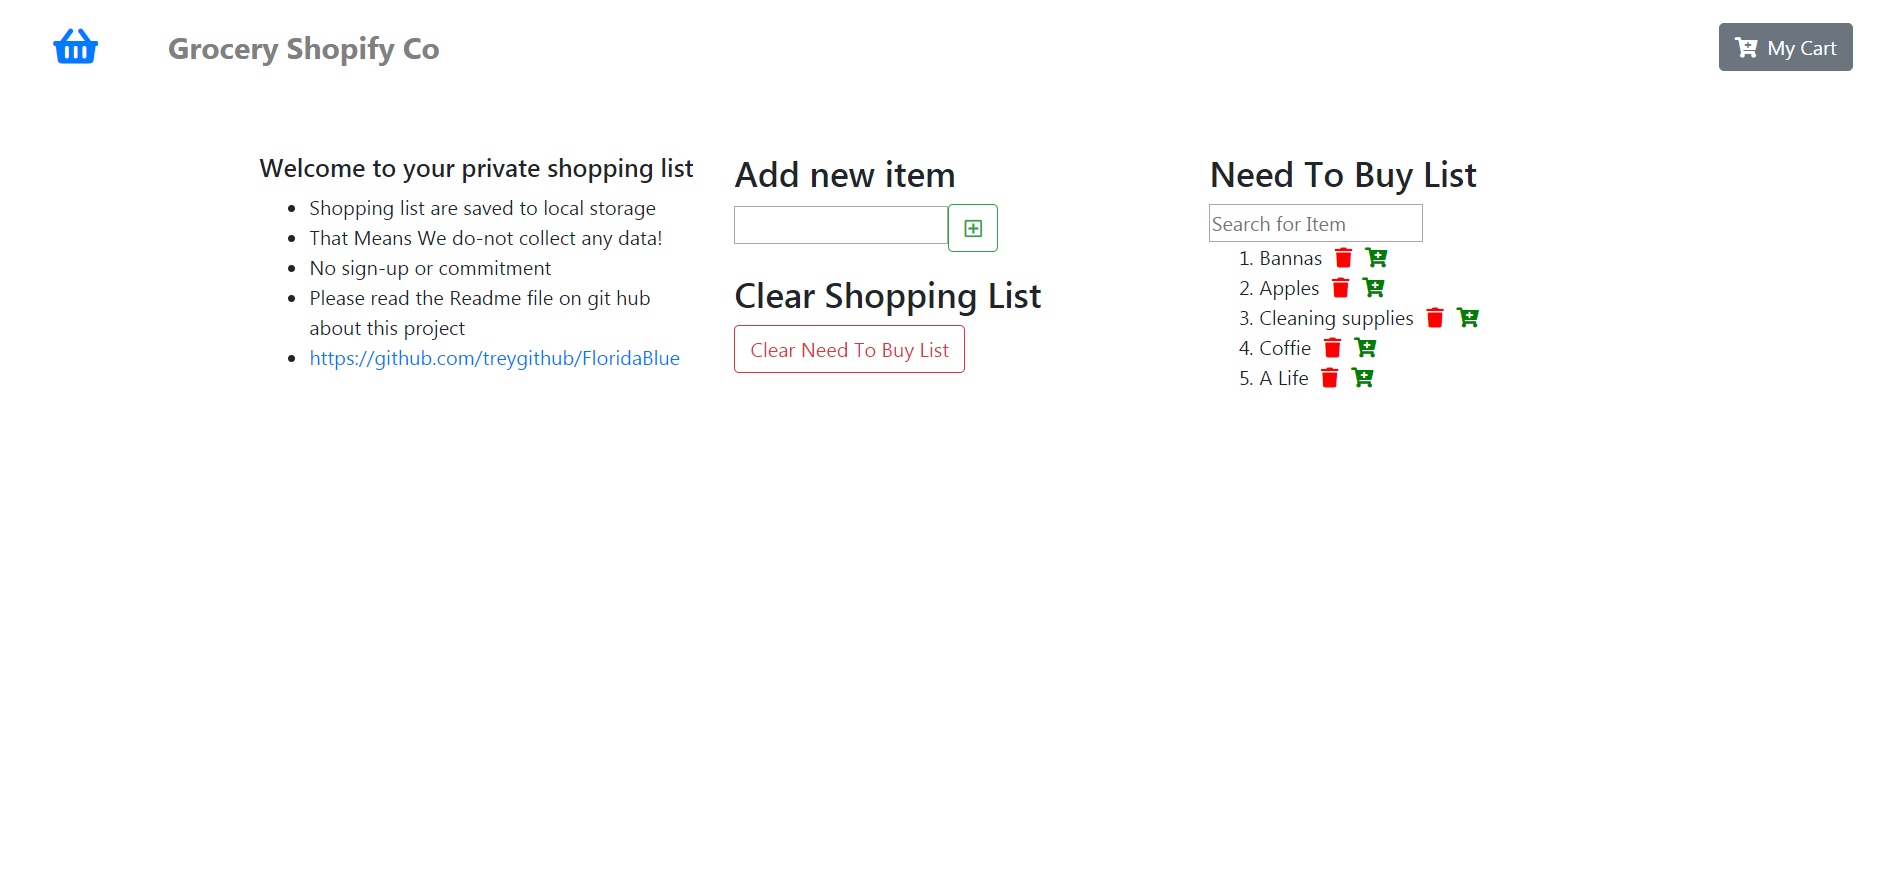 Grocery Shopify Co
My Cart
Welcome to your private shopping list
Shopping list are saved to local storage
That Means We do-not collect any data!
No sign-up or commitment
Please read the Readme file on git hub
about this project
https://github.com/treygithub/FloridaBlue
Add new item
Clear Shopping List
Clear Need To Buy List
Need To Buy List
Search for Item
1. Bannas
2. Apples
3. Cleaning supplies
4. Coffie
5. A Life